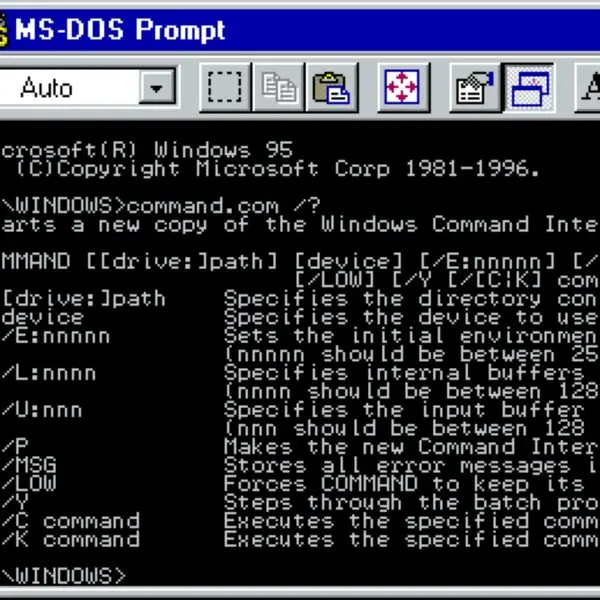 MS-DOS Prompt
Auto
A
crosoft(R) Windows 95
(C)Copyright Microsoft Corp 1981-1996.
\WINDOWS>command.com /?
arts a new copy of the Windows Command Inte
MMAND [[drive:]path] [device] [/E:nnnnn] [/
[/LOW] [/Y [/[C¦K] com
[drive:]path Specifies the directory con
device Specifies the device to use
/E:nnnnn Sets the initial environmen
(nnnnn should be between 25
/L:nnnn Specifies internal buffers
(nnnn should be between 128
/U:nnn Specifies the input buffer
(nnn should be between 128
/P Makes the new Command Inter
/MSG Stores all error messages i
/LOW Forces COMMAND to keep its
/Y Steps through the batch pro
/C command Executes the specified comm
/K command Executes the specified comm
\WINDOWS>